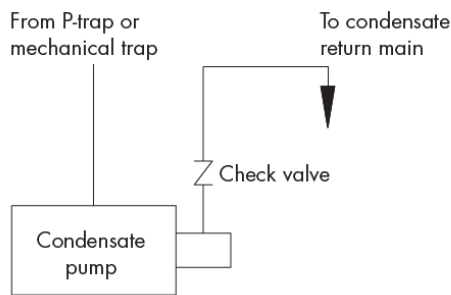 From P-trap or
mechanical trap
To condensate
return main
Check valve
Condensate
pump